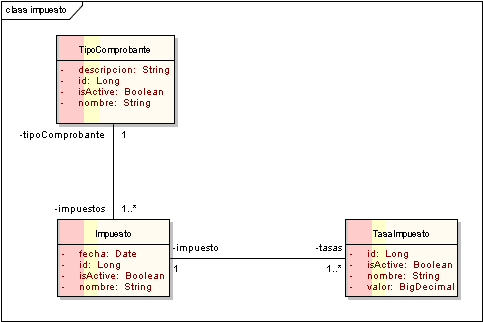 class impuesto
TipoComprobante
- descripcion: String
- id: Long
- isActive: Boolean
- nombre: String
-tipoComprobante 1
-impuestos 1..*
Impuesto
- fecha: Date
- id: Long
- isActive: Boolean
- nombre: String
-impuesto -tasas
1 1..*
TasaImpuesto
- id: Long
- isActive: Boolean
- nombre: String
- valor: BigDecimal